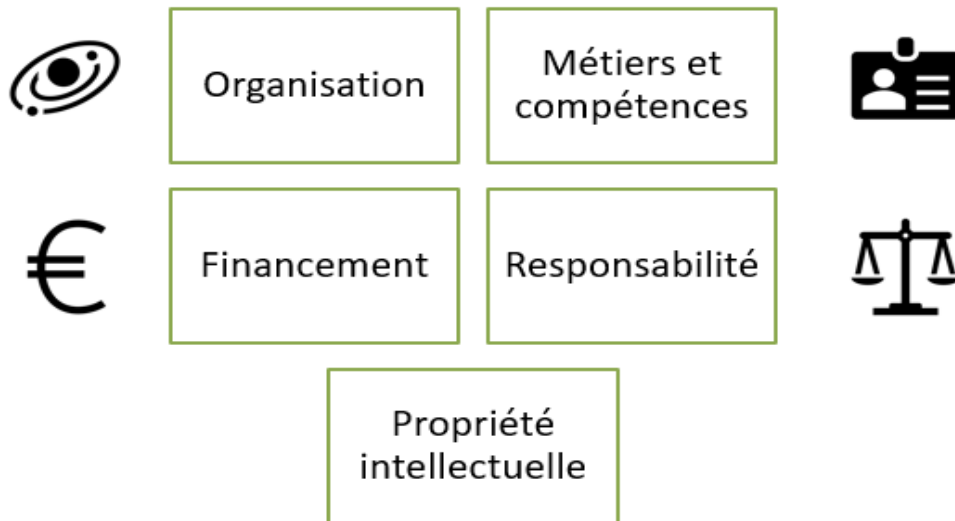 Organisation
Métiers et
compétences
Financement
Responsabilité
Propriété
intellectuelle